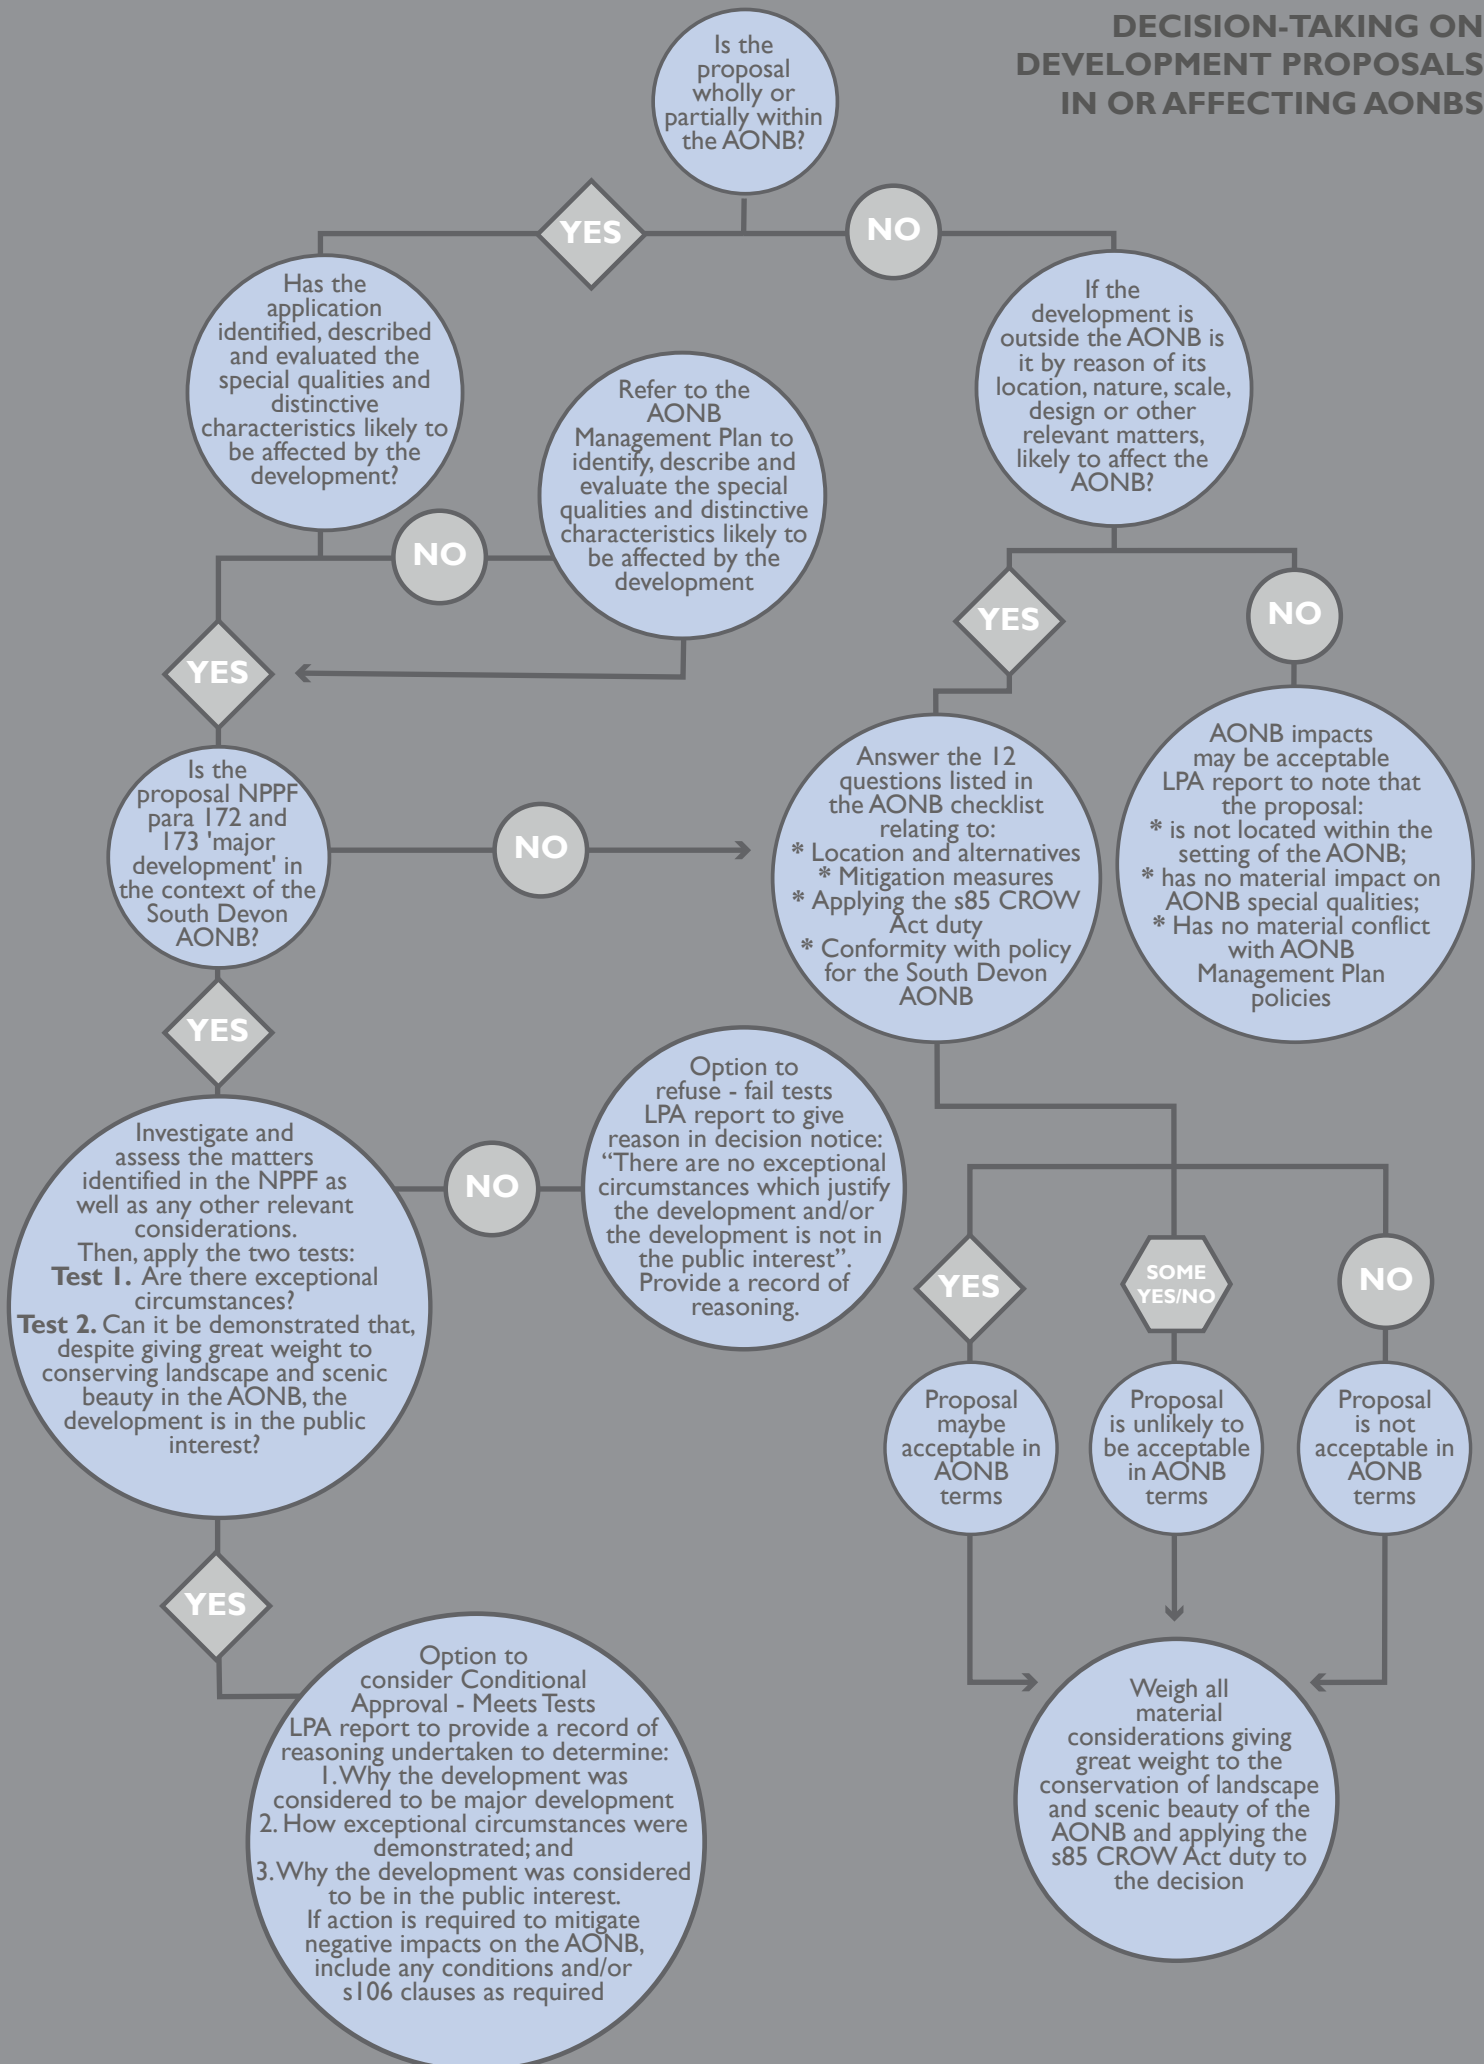 DECISION-TAKING ON
DEVELOPMENT PROPOSALS
IN OR AFFECTING AONBS
Is the
proposal
wholly or
partially within
the AONB?
YES
NO
Has the
application
identified, described
and evaluated the
special qualities and
distinctive
characteristics likely to
be affected by the
development?
Refer to the
AONB
Management Plan to
identify, describe and
evaluate the special
qualities and distinctive
characteristics likely to
be affected by the
development
If the
development is
outside the AONB is
it by reason of its
location, nature, scale,
design or other
relevant matters,
likely to affect the
AONB?
NO
YES
YES
NO
Is the
proposal NPPF
para 172 and
173 'major
development' in
the context of the
South Devon
AONB?
NO
Answer the 12
questions listed in
the AONB checklist
relating to:
* Location and alternatives
* Mitigation measures
* Applying the s85 CROW
Act duty
* Conformity with policy
for the South Devon
AONB
AONB impacts
may be acceptable
LPA report to note that
the proposal:
* is not located within the
setting of the AONB;
* has no material impact on
AONB special qualities;
* Has no material conflict
with AONB
Management Plan
policies
YES
Investigate and
assess the matters
identified in the NPPF as
well as any other relevant
considerations.
Then, apply the two tests:
Test 1. Are there exceptional
circumstances?
Test 2. Can it be demonstrated that,
despite giving great weight to
conserving landscape and scenic
beauty in the AONB, the
development is in the public
interest?
NO
Option to
refuse - fail tests
LPA report to give
reason in decision notice:
“There are no exceptional
circumstances which justify
the development and/or
the development is not in
the public interest”.
Provide a record of
reasoning.
YES
SOME
YES/NO
NO
Proposal
maybe
acceptable in
AONB
terms
Proposal
is unlikely to
be acceptable
in AONB
terms
Proposal
is not
acceptable in
AONB
terms
YES
Option to
consider Conditional
Approval - Meets Tests
LPA report to provide a record of
reasoning undertaken to determine:
1. Why the development was
considered to be major development
2. How exceptional circumstances were
demonstrated; and
3. Why the development was considered
to be in the public interest.
If action is required to mitigate
negative impacts on the AONB,
include any conditions and/or
s106 clauses as required
Weigh all
material
considerations giving
great weight to the
conservation of landscape
and scenic beauty of the
AONB and applying the
s85 CROW Act duty to
the decision